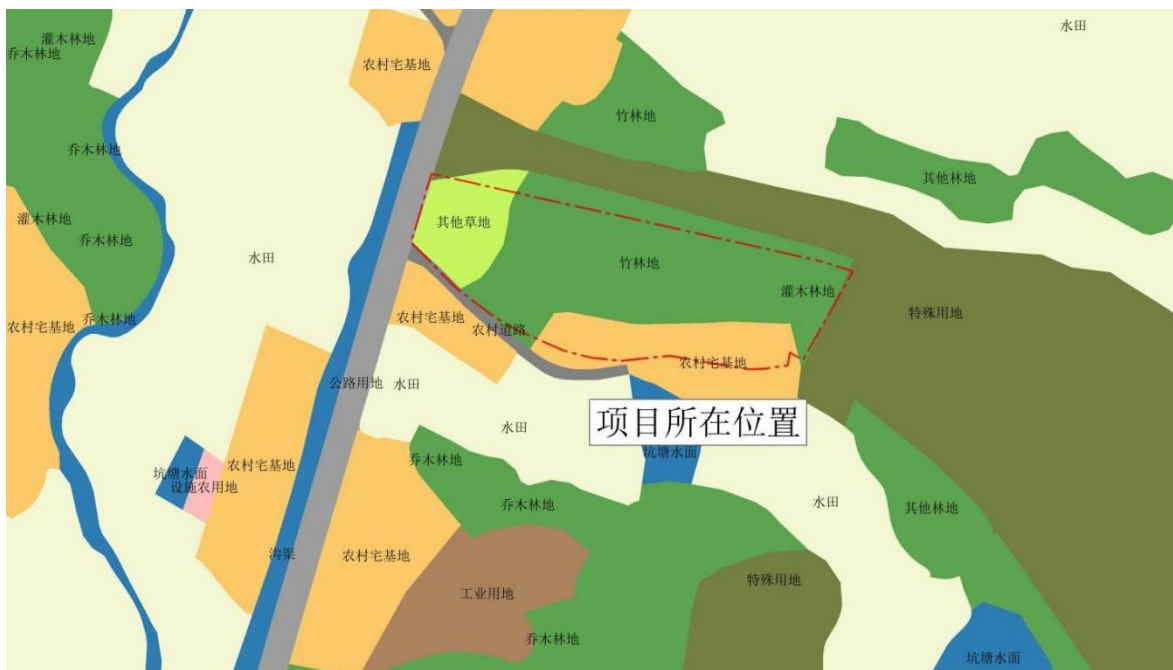 水田
灌木林地
乔木林地
农村宅基地
竹林地
乔木林地
其他林地
灌木林地
其他草地
乔木林地
水田
竹林地
灌木林地
特殊用地
农村宅基地
乔木林地
农村宅基地
农村道路
农村宅基地
公路用地
水田
项目所在位置
水田
坑塘水面
乔木林地
农村宅基地
坑塘水面
设施农用地
乔木林地
水田
其他林地
沟渠
农村宅基地
特殊用地
工业用地
乔木林地
坑塘水面